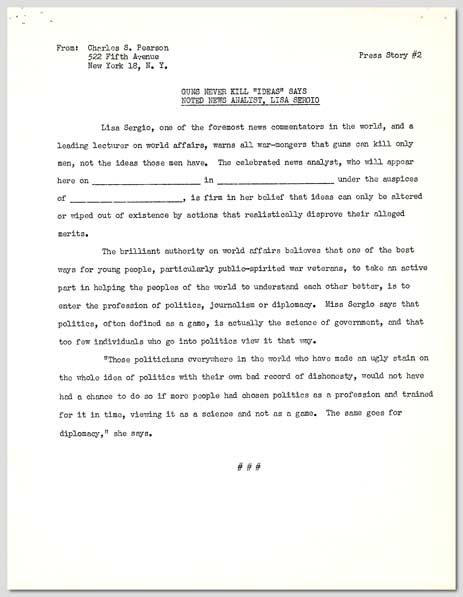 From: Charles S. Pearson
522 Fifth Avenue
New York 18, N. Y.
Press Story #2
GUNS NEVER KILL "IDEAS" SAYS
NOTED NEWS ANALYST, LISA SERGIO
Lisa Sergio, one of the foremost news commentators in the world, and a
leading lecturer on world affairs, warns all war-mongers that guns can kill only
men, not the ideas those men have. The celebrated news analyst, who will appear
here on ____________________ in ____________________ under the auspices
of ____________________, is firm in her belief that ideas can only be altered
or wiped out of existence by actions that realistically disprove their alleged
merits.
The brilliant authority on world affairs believes that one of the best
ways for young people, particularly public-spirited war veterans, to take an active
part in helping the peoples of the world to understand each other better, is to
enter the profession of politics, journalism or diplomacy. Miss Sergio says that
politics, often defined as a game, is actually the science of government, and that
too few individuals who go into politics view it that way.
"Those politicians everywhere in the world who have made an ugly stain on
the whole idea of politics with their own bad record of dishonesty, would not have
had a chance to do so if more people had chosen politics as a profession and trained
for it in time, viewing it as a science and not as a game. The same goes for
diplomacy," she says.
# # #